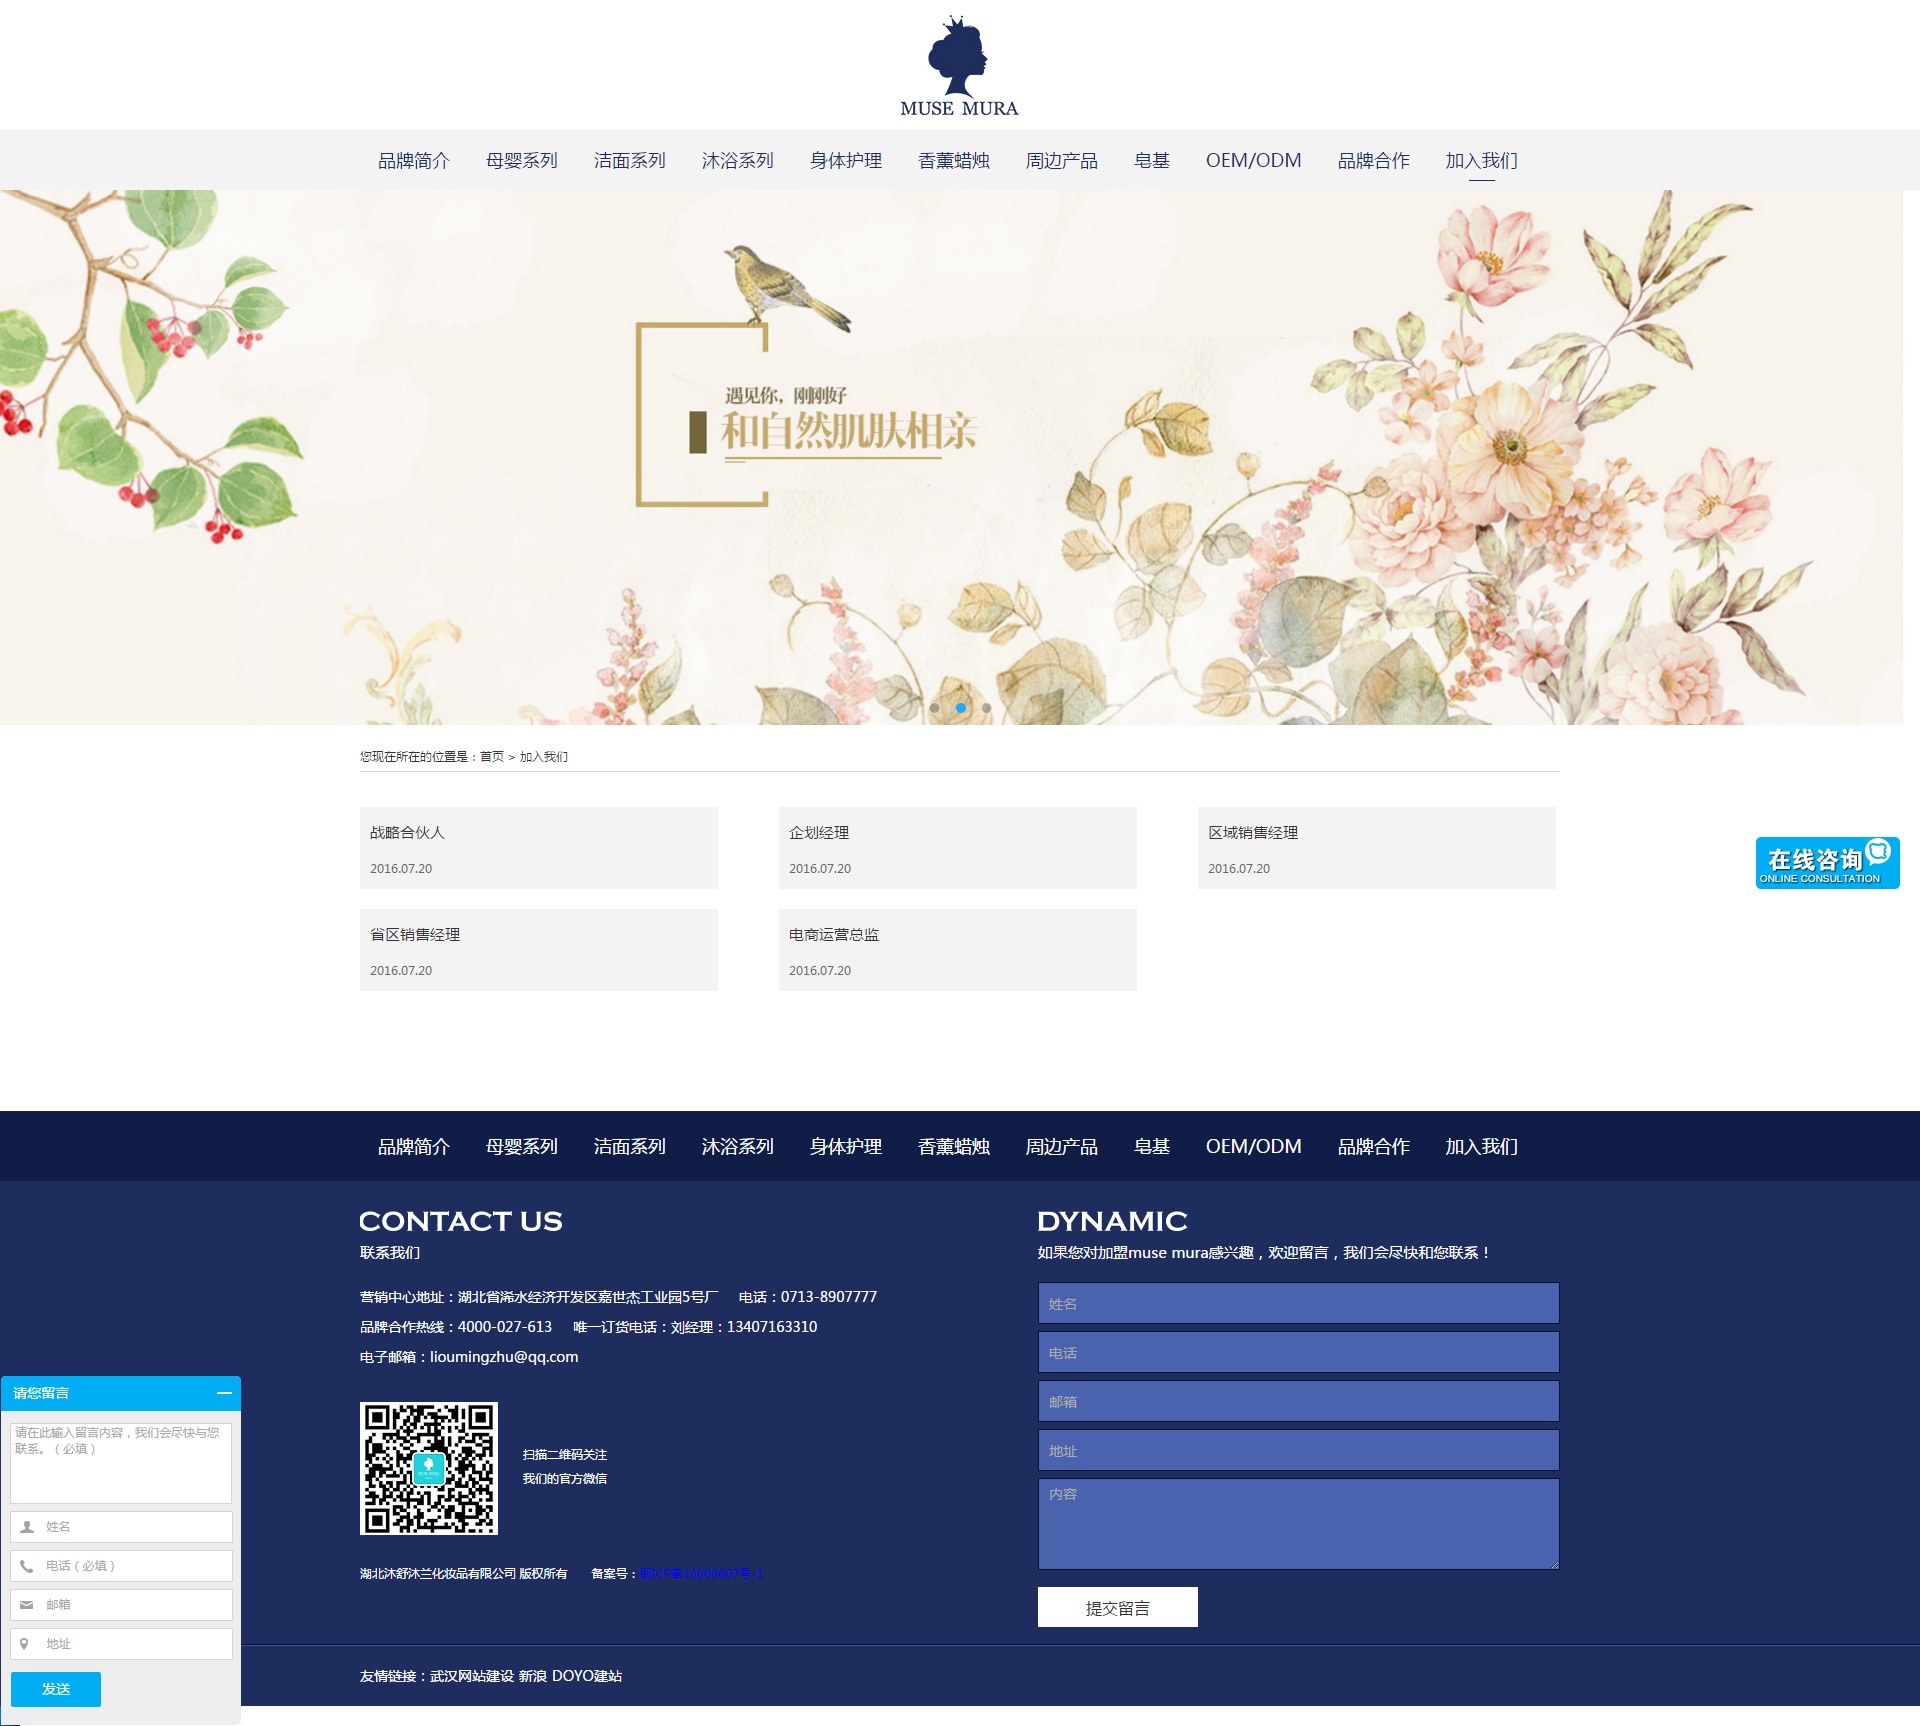 MUSE MURA
品牌简介 母婴系列 洁面系列 沐浴系列 身体护理 香薰蜡烛 周边产品 皂基 OEM/ODM 品牌合作 加入我们
遇见你，刚刚好
和自然肌肤相亲
您现在所在的位置是：首页 > 加入我们
战略合伙人
2016.07.20
企划经理
2016.07.20
区域销售经理
2016.07.20
在线咨询
ONLINE CONSULTATION
省区销售经理
2016.07.20
电商运营总监
2016.07.20
品牌简介 母婴系列 洁面系列 沐浴系列 身体护理 香薰蜡烛 周边产品 皂基 OEM/ODM 品牌合作 加入我们
CONTACT US
联系我们
营销中心地址：湖北省浠水经济开发区嘉世杰工业园5号厂 电话：0713-8907777
品牌合作热线：4000-027-613 唯一订货电话：刘经理：13407163310
电子邮箱：lioumingzhu@qq.com
扫描二维码关注
我们的官方微信
湖北沐舒沐兰化妆品有限公司 版权所有 备案号：鄂ICP备16006607号-1
DYNAMIC
如果您对加盟muse mura感兴趣，欢迎留言，我们会尽快和您联系！
姓名
电话
邮箱
地址
内容
提交留言
请您留言
请在此输入留言内容，我们会尽快与您
联系。（必填）
姓名
电话（必填）
邮箱
地址
发送
友情链接：武汉网站建设 新浪 DOYO建站